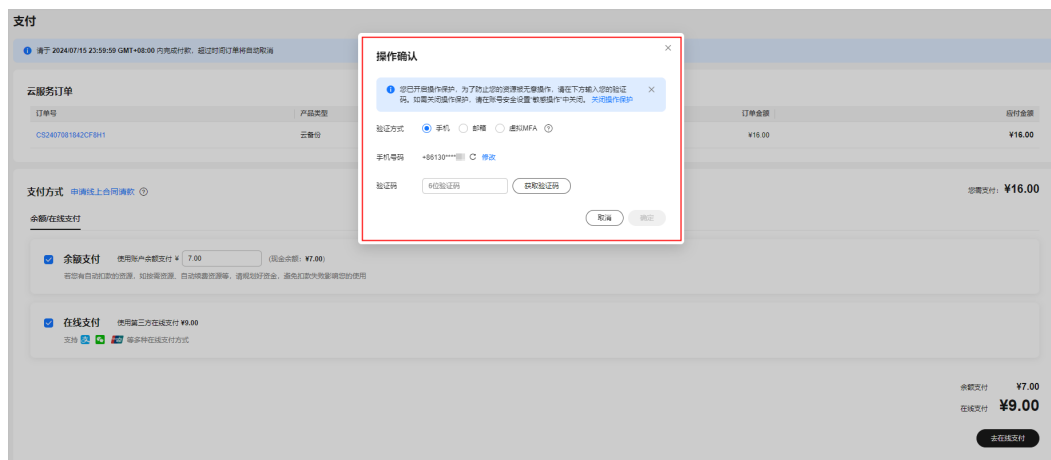 支付
请于 2024/07/15 23:59:59 GMT+08:00 内完成付款，超过时间订单将自动取消
云服务订单
订单号 产品类型 订单金额 应付金额
CS2407081842CF8H1 云备份 ¥16.00 ¥16.00
操作确认
您已开启操作保护，为了防止您的资源被无意操作，请在下方输入您的验证
码。如需关闭操作保护，请在账号安全设置“敏感操作”中关闭。 关闭操作保护
验证方式 手机 邮箱 虚拟MFA
手机号码 +86130**** 修改
验证码 6位验证码 获取验证码
取消 确定
支付方式 申请线上合同请款 您需支付：¥16.00
余额/在线支付
余额支付 使用账户余额支付 ¥ 7.00 (现金余额: ¥7.00)
若您有自动扣款的资源，如按需资源、自动续费资源等，请规划好资金，避免扣款失败影响您的使用
在线支付 使用第三方在线支付 ¥9.00
支持 等多种在线支付方式
余额支付 ¥7.00
在线支付 ¥9.00
去在线支付